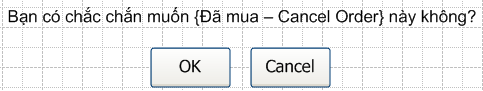 Bạn có chắc chắn muốn {Đã mua – Cancel Order} này không?
OK Cancel